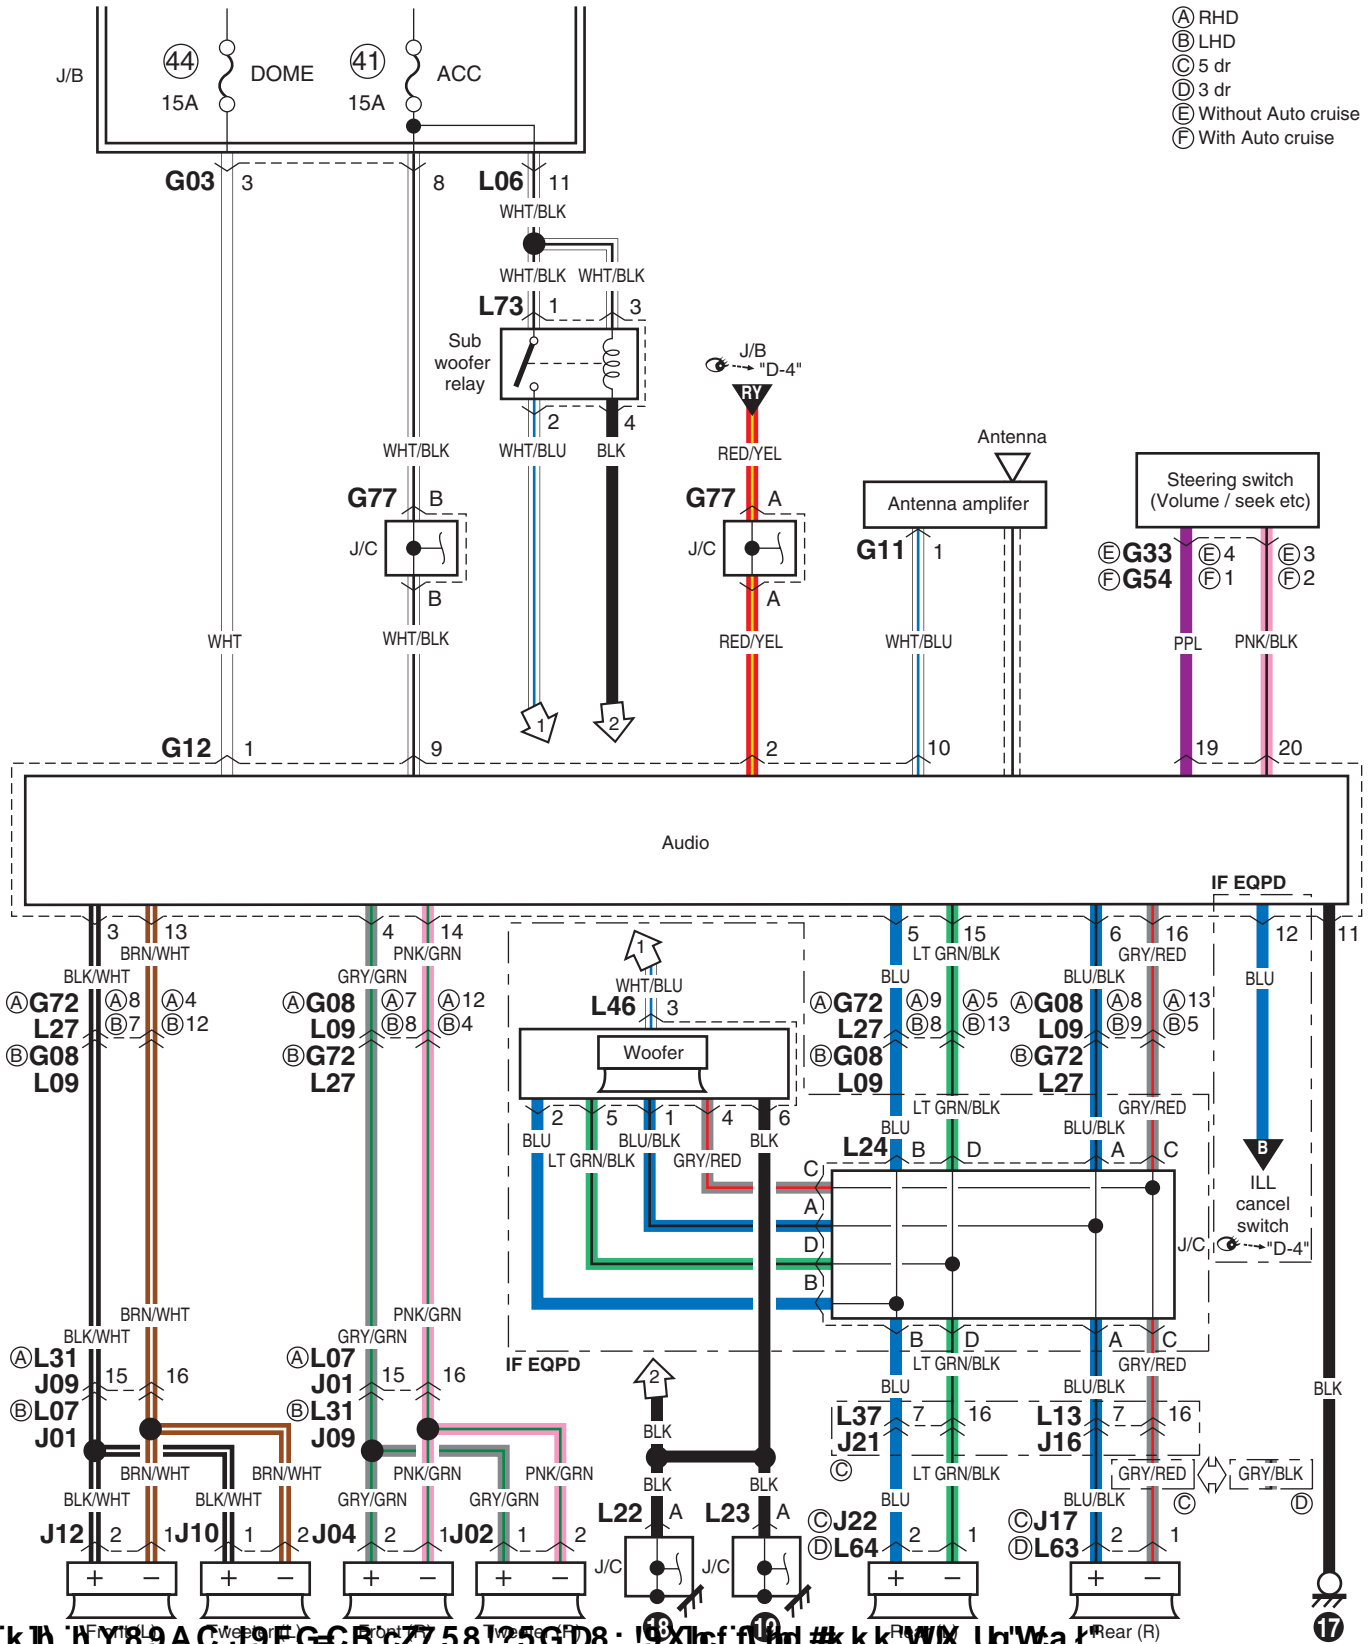 Ⓐ RHD
Ⓑ LHD
Ⓒ 5 dr
Ⓓ 3 dr
Ⓔ Without Auto cruise
Ⓕ With Auto cruise
J/B
44 DOME
15A
41 ACC
15A
G03 3 8 L06 11
WHT/BLK
WHT/BLK WHT/BLK
L73 1 3
Sub
woofer
relay
2 4
J/B
"D-4"
RY
WHT/BLK WHT/BLU BLK RED/YEL
Antenna
Antenna amplifer
Steering switch
(Volume / seek etc)
G77 B G77 A
J/C J/C
B A
G11 1
ⒺG33 Ⓔ4 Ⓔ3
ⒻG54 Ⓕ1 Ⓕ2
WHT WHT/BLK RED/YEL WHT/BLU PPL PNK/BLK
1 2
G12 1 9 2 10 19 20
Audio
IF EQPD
3 13 4 14 5 15 6 16 12 11
BRN/WHT PNK/GRN LT GRN/BLK GRY/RED
BLK/WHT GRY/GRN BLU BLU/BLK BLU
1
WHT/BLU
L46 3
ⒶG72 Ⓐ8 Ⓐ4 ⒶG08 Ⓐ7 Ⓐ12 ⒶG72 Ⓐ9 Ⓐ5 ⒶG08 Ⓐ8 Ⓐ13
L27 Ⓑ7 Ⓑ12 L09 Ⓑ8 Ⓑ4 L27 Ⓑ8 Ⓑ13 L09 Ⓑ9 Ⓑ5
ⒷG08 ⒷG72 ⒷG08 ⒷG72
L09 L27 L09 L27
Woofer
2 5 1 4 6
BLU BLU/BLK BLK
LT GRN/BLK GRY/RED
LT GRN/BLK GRY/RED
BLU BLU/BLK
L24 B D A C
C
A
D
B
J/C
B
ILL
cancel
switch
"D-4"
B D A C
IF EQPD
BRN/WHT PNK/GRN
BLK/WHT GRY/GRN
LT GRN/BLK GRY/RED
BLU BLU/BLK
BLK
ⒶL31 15 16 ⒶL07 15 16
J09 J01
ⒷL07 ⒷL31
J01 J09
2
BLK
L37 7 16 L13 7 16
J21 J16
Ⓒ
BRN/WHT BRN/WHT PNK/GRN PNK/GRN
BLK/WHT BLK/WHT GRY/GRN GRY/GRN
BLK BLK
LT GRN/BLK GRY/RED GRY/BLK
BLU BLU/BLK Ⓒ Ⓓ
L22 A L23 A
ⒸJ22 2 1 ⒸJ17 2 1
ⒹL64 ⒹL63
J12 2 1 J10 1 2 J04 2 1 J02 1 2
J/C J/C
+ − + − + − + − + − + −
Front (L) Tweeter (L) Front (R) Tweeter (R) 18 19 Rear (R) 17